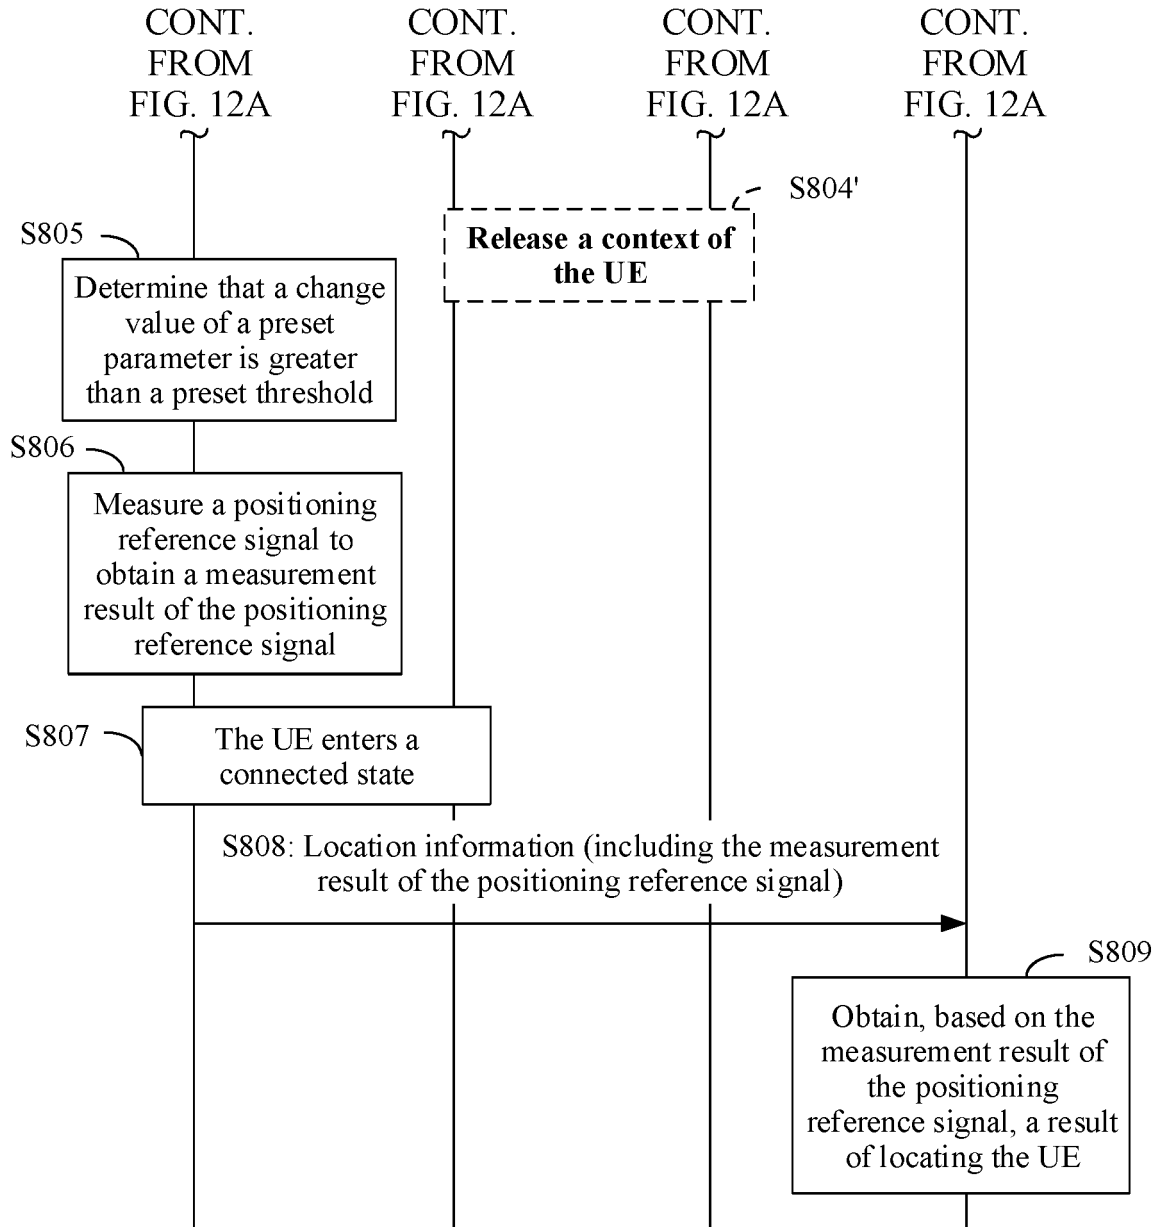 CONT.
FROM
FIG. 12A
CONT.
FROM
FIG. 12A
CONT.
FROM
FIG. 12A
CONT.
FROM
FIG. 12A
S804'
Release a context of
the UE
S805
Determine that a change
value of a preset
parameter is greater
than a preset threshold
S806
Measure a positioning
reference signal to
obtain a measurement
result of the positioning
reference signal
S807
The UE enters a
connected state
S808: Location information (including the measurement
result of the positioning reference signal)
S809
Obtain, based on the
measurement result of
the positioning
reference signal, a result
of locating the UE